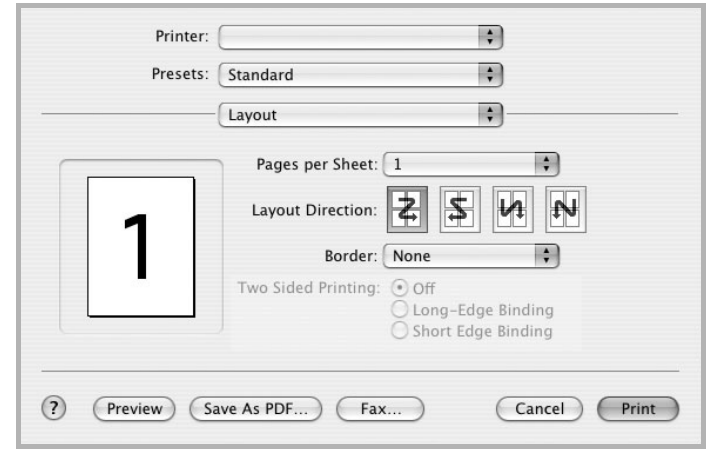 Printer:
Presets: Standard
Layout
Pages per Sheet: 1
Layout Direction:
1
Border: None
Two Sided Printing: Off
Long-Edge Binding
Short Edge Binding
? Preview Save As PDF... Fax... Cancel Print